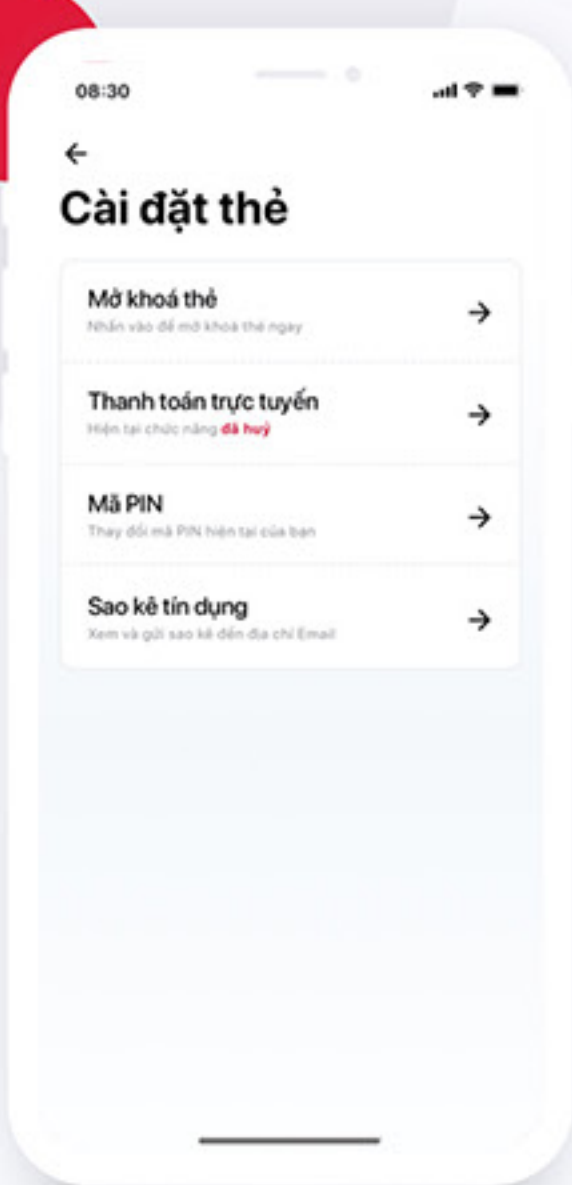 08:30
Cài đặt thẻ
Mở khoá thẻ
Nhấn vào để mở khoá thẻ ngay
Thanh toán trực tuyến
Hiện tại chức năng đã huỷ
Mã PIN
Thay đổi mã PIN hiện tại của bạn
Sao kê tín dụng
Xem và gửi sao kê đến địa chỉ Email